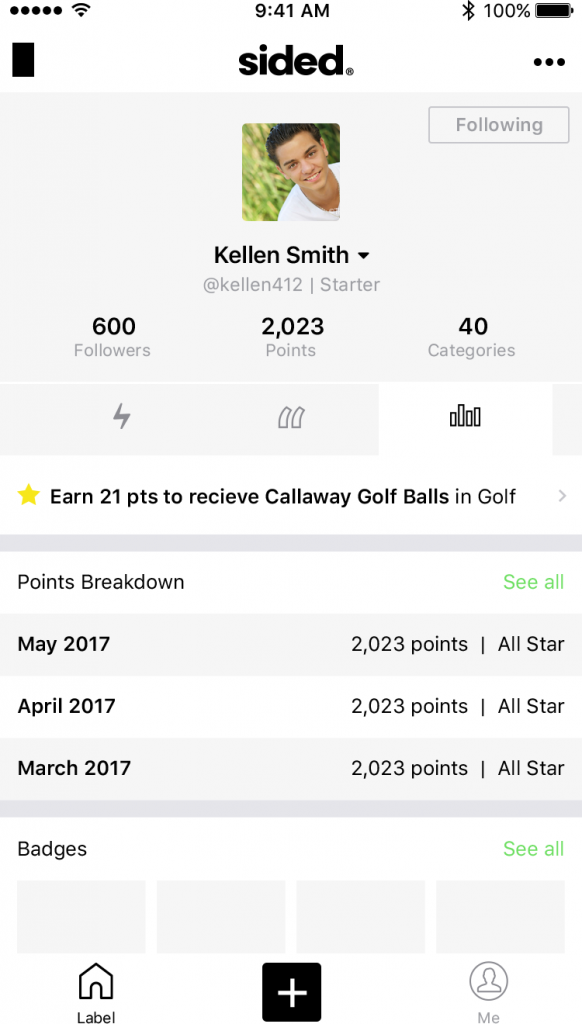 9:41 AM 100%
sided®
Following
Kellen Smith
@kellen412 | Starter
600 2,023 40
Followers Points Categories
Earn 21 pts to recieve Callaway Golf Balls in Golf
Points Breakdown See all
May 2017 2,023 points | All Star
April 2017 2,023 points | All Star
March 2017 2,023 points | All Star
Badges See all
Label Me